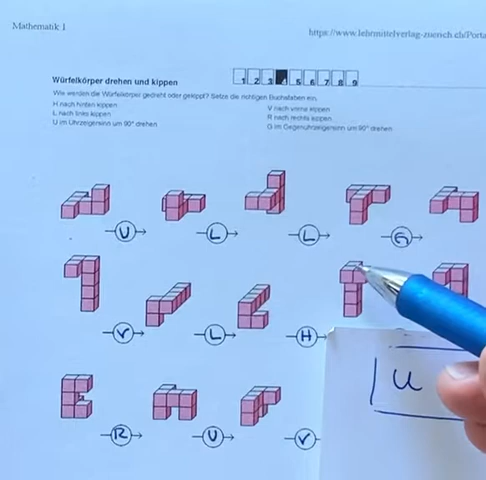 Mathematik 1
https://www.lehrmittelverlag-zuerich.ch/Porta
1 2 3 4 5 6 7 8 9
Würfelkörper drehen und kippen
Wie werden die Würfelkörper gedreht oder gekippt? Setze die richtigen Buchstaben ein.
H nach hinten kippen
V nach vorne kippen
L nach links kippen
R nach rechts kippen
U im Uhrzeigersinn um 90° drehen
G im Gegenuhrzeigersinn um 90° drehen
U L L G
V L H
U
R U V